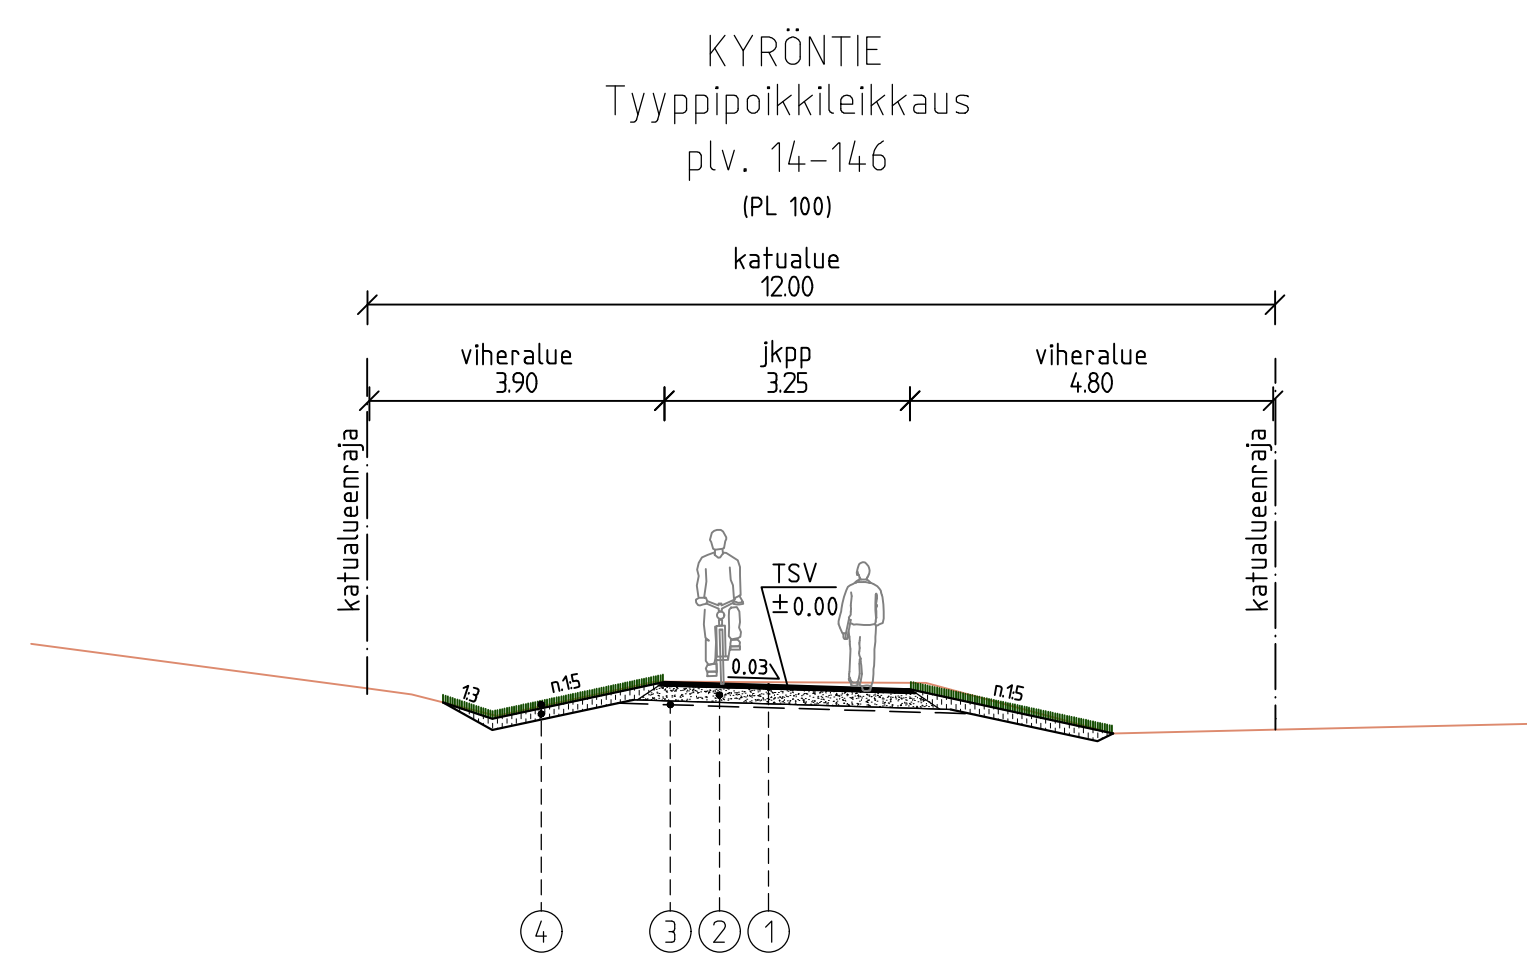 KYRÖNTIE
Tyyppipoikkileikkaus
plv. 14-146
(PL 100)
katualue
12.00
viheralue
3.90
jkpp
3.25
viheralue
4.80
katualueenraja
katualueenraja
TSV
±0.00
0.03
1:3
n.1:5
n.1:5
4
3
2
1